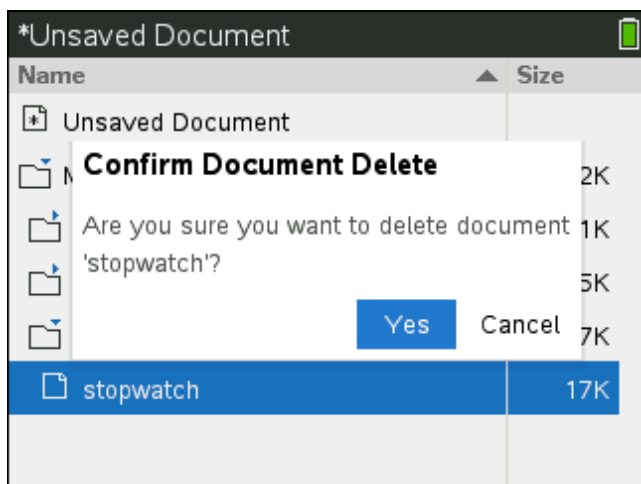 *Unsaved Document
Name Size
Unsaved Document
Confirm Document Delete
2K
Are you sure you want to delete document
1K
'stopwatch'?
5K
Yes Cancel
7K
stopwatch 17K